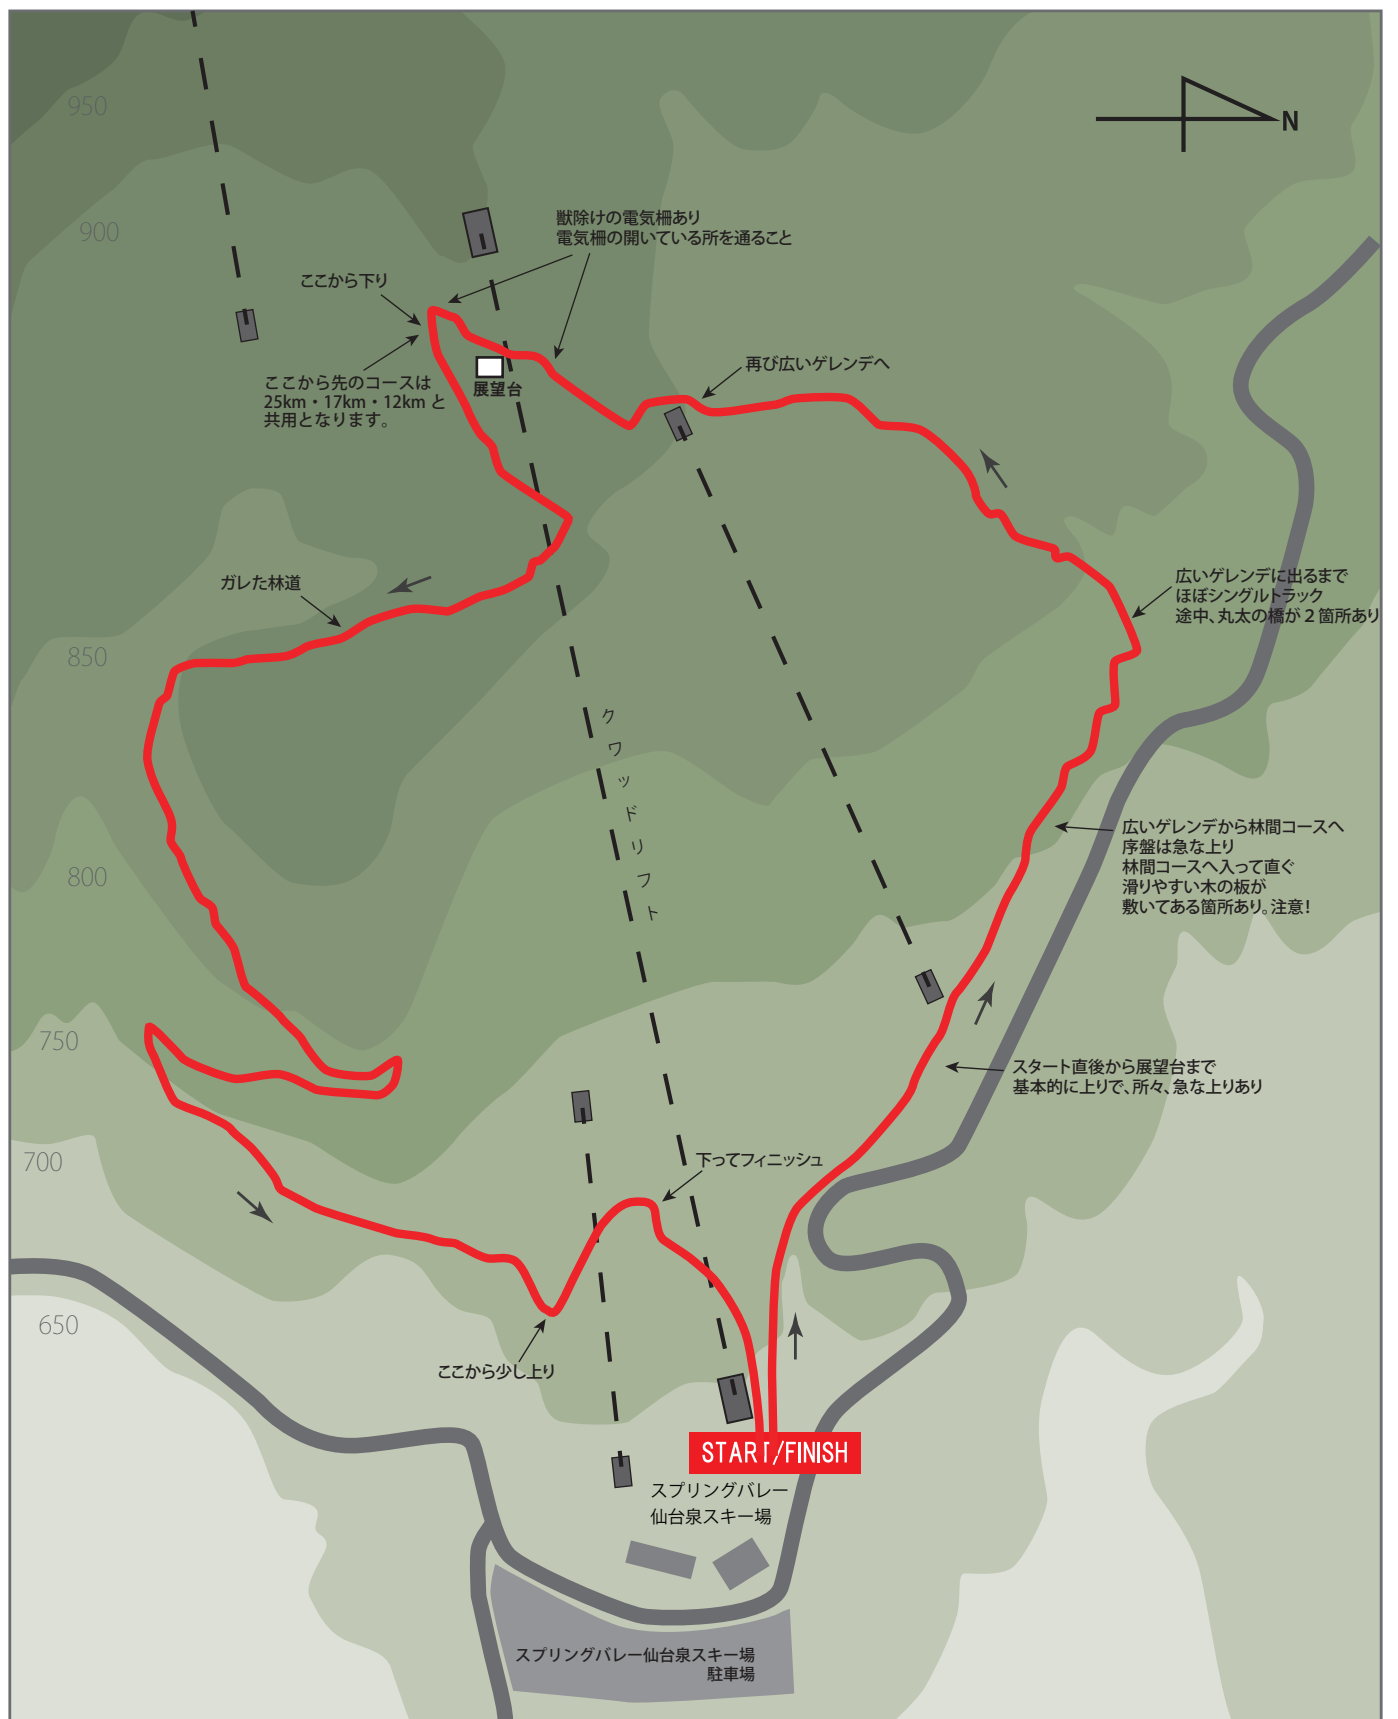 950
N
900
獣除けの電気柵あり
電気柵の開いている所を通ること
ここから下り
再び広いゲレンデへ
展望台
ここから先のコースは
25km・17km・12km と
共用となります。
ガレた林道
広いゲレンデに出るまで
ほぼシングルトラック
途中、丸太の橋が2箇所あり
850
クワッドリフト
広いゲレンデから林間コースへ
序盤は急な上り
林間コースへ入って直ぐ
滑りやすい木の板が
敷いてある箇所あり。注意！
800
750
スタート直後から展望台まで
基本的に上りで、所々、急な上りあり
700
下ってフィニッシュ
650
ここから少し上り
START/FINISH
スプリングバレー
仙台泉スキー場
スプリングバレー仙台泉スキー場
駐車場